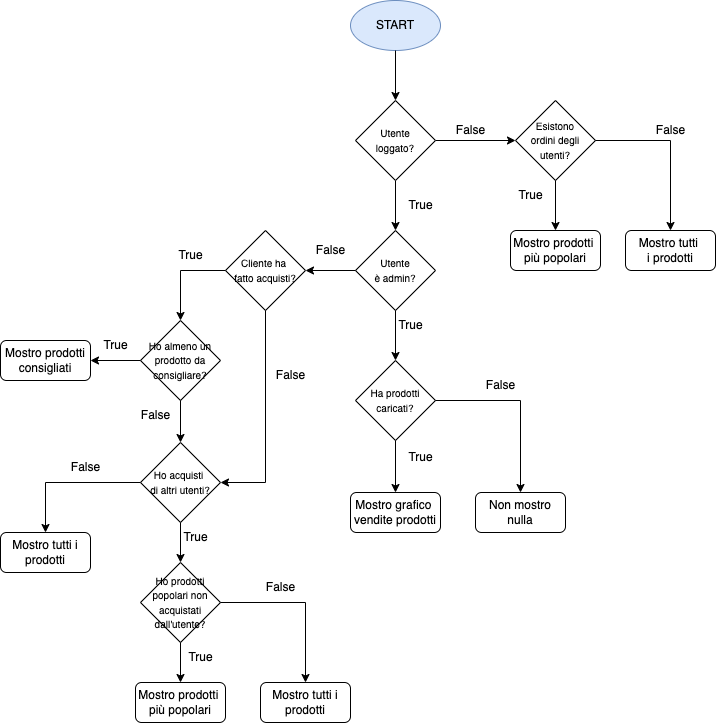 START
Utente
loggato?
False
Esistono
ordini degli
utenti?
False
True
True
Mostro prodotti
più popolari
Mostro tutti
i prodotti
Utente
è admin?
False
Cliente ha
fatto acquisti?
True
True
Ho almeno un
prodotto da
consigliare?
True
Mostro prodotti
consigliati
False
False
Ha prodotti
caricati?
False
True
Mostro grafico
vendite prodotti
Non mostro
nulla
Ho acquisti
di altri utenti?
False
Mostro tutti i
prodotti
True
Ho prodotti
popolari non
acquistati
dall'utente?
False
True
Mostro prodotti
più popolari
Mostro tutti i
prodotti